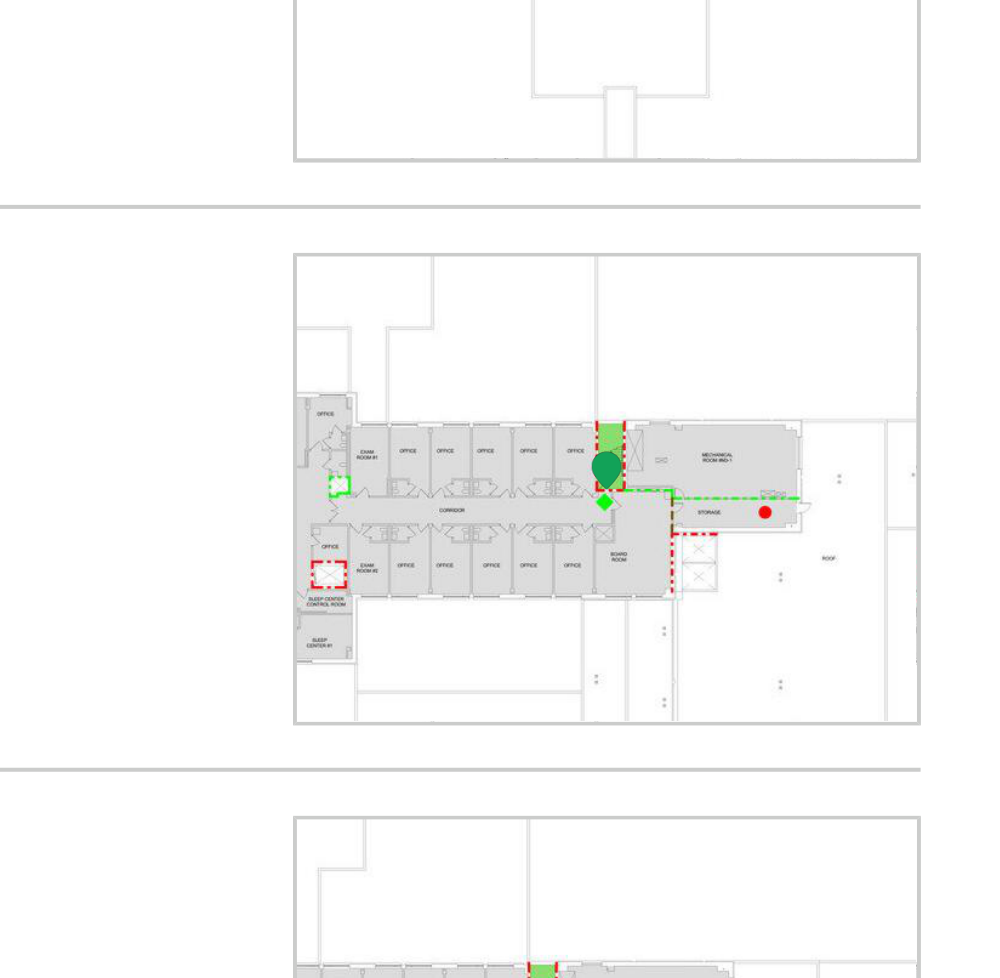 OFFICE
EXAM
ROOM #1
OFFICE
OFFICE
OFFICE
OFFICE
OFFICE
MECHANICAL
ROOM #MD-1
CORRIDOR
STORAGE
OFFICE
EXAM
ROOM #2
OFFICE
OFFICE
OFFICE
OFFICE
OFFICE
BOARD
ROOM
ROOF
SLEEP CENTER
CONTROL ROOM
SLEEP
CENTER #1